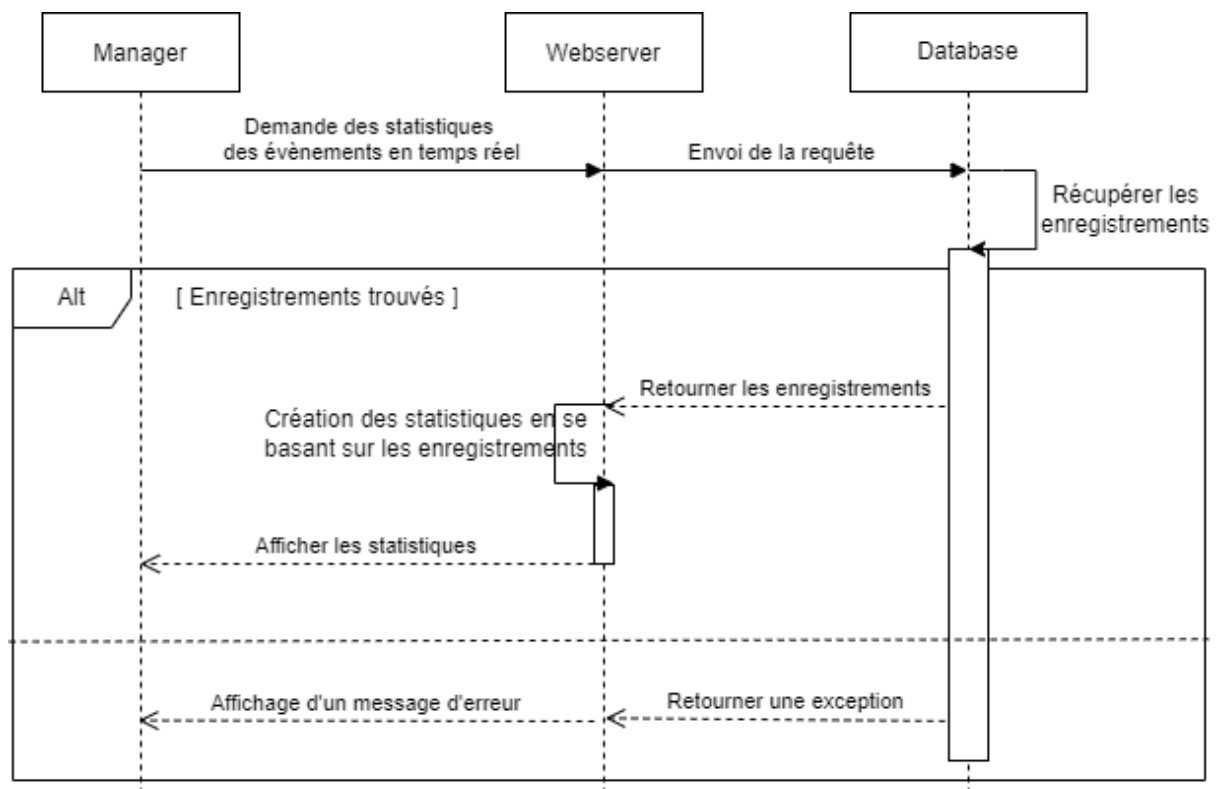 Manager
Webserver
Database
Demande des statistiques
des évènements en temps réel
Envoi de la requête
Récupérer les
enregistrements
Alt
[ Enregistrements trouvés ]
Retourner les enregistrements
Création des statistiques en se
basant sur les enregistrements
Afficher les statistiques
Affichage d'un message d'erreur
Retourner une exception